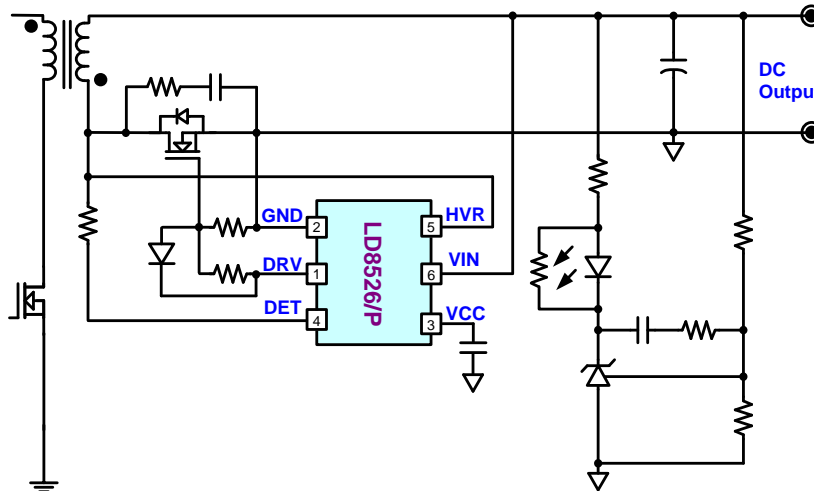 DC
Outpu
GND
2
5
HVR
LD8526/P
DRV
1
6
VIN
DET
4
3
VCC